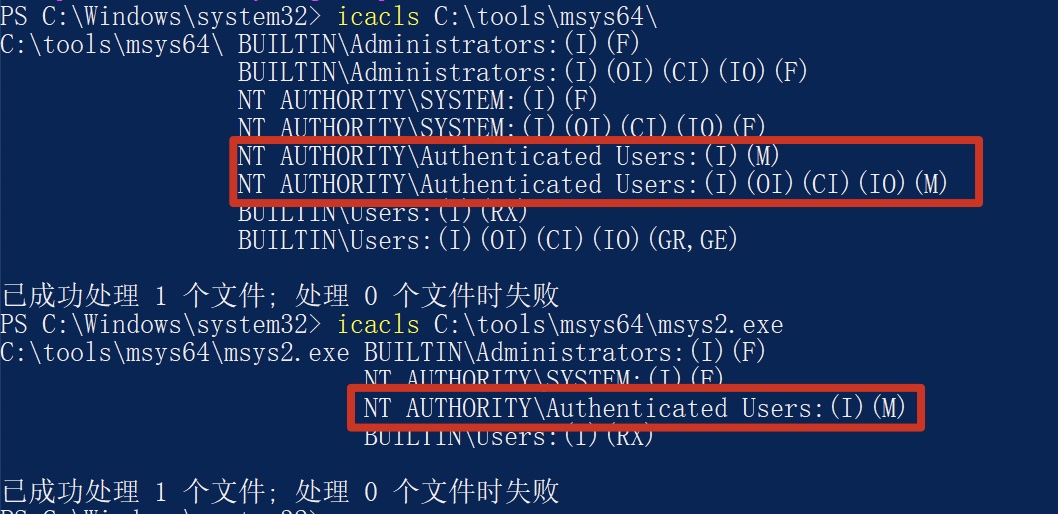 PS C:\Windows\system32> icacls C:\tools\msys64\
C:\tools\msys64\ BUILTIN\Administrators:(I)(F)
BUILTIN\Administrators:(I)(OI)(CI)(IO)(F)
NT AUTHORITY\SYSTEM:(I)(F)
NT AUTHORITY\SYSTEM:(I)(OI)(CI)(IO)(F)
NT AUTHORITY\Authenticated Users:(I)(M)
NT AUTHORITY\Authenticated Users:(I)(OI)(CI)(IO)(M)
BUILTIN\Users:(I)(RX)
BUILTIN\Users:(I)(OI)(CI)(IO)(GR,GE)
已成功处理 1 个文件; 处理 0 个文件时失败
PS C:\Windows\system32> icacls C:\tools\msys64\msys2.exe
C:\tools\msys64\msys2.exe BUILTIN\Administrators:(I)(F)
NT AUTHORITY\SYSTEM:(I)(F)
NT AUTHORITY\Authenticated Users:(I)(M)
BUILTIN\Users:(I)(RX)
已成功处理 1 个文件; 处理 0 个文件时失败
PS C:\Windows\system32>